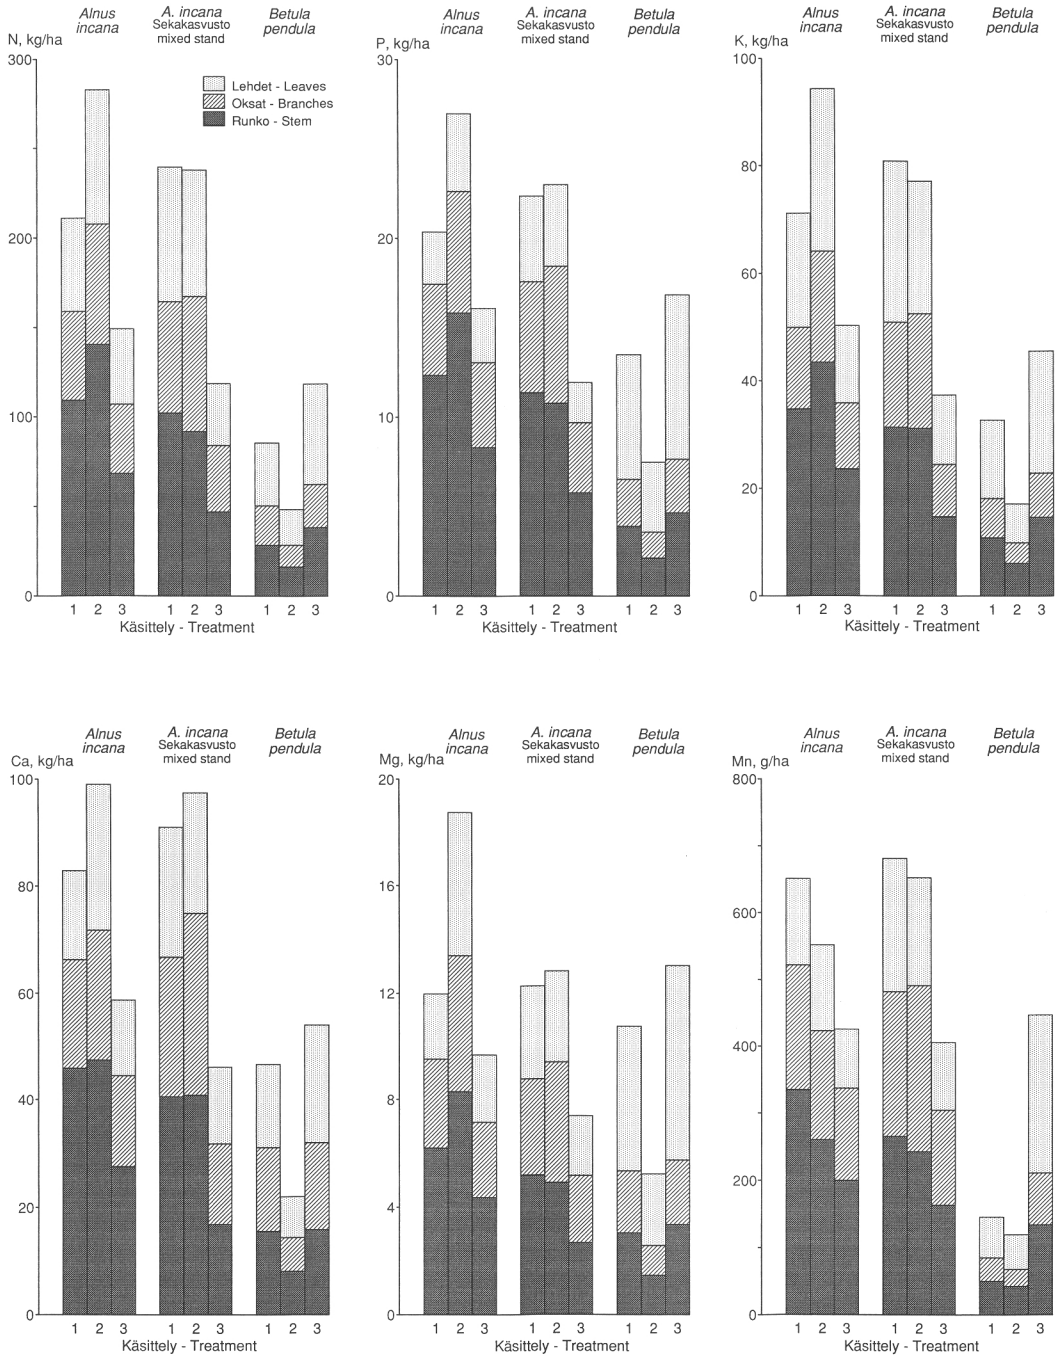 Alnus incana
A. incana Sekakasvusto mixed stand
Betula pendula
N, kg/ha
300
200
100
0
Lehdet - Leaves
Oksat - Branches
Runko - Stem
1 2 3 1 2 3 1 2 3
Käsittely - Treatment
Alnus incana
A. incana Sekakasvusto mixed stand
Betula pendula
P, kg/ha
30
20
10
0
1 2 3 1 2 3 1 2 3
Käsittely - Treatment
Alnus incana
A. incana Sekakasvusto mixed stand
Betula pendula
K, kg/ha
100
80
60
40
20
0
1 2 3 1 2 3 1 2 3
Käsittely - Treatment
Alnus incana
A. incana Sekakasvusto mixed stand
Betula pendula
Ca, kg/ha
100
80
60
40
20
0
1 2 3 1 2 3 1 2 3
Käsittely - Treatment
Alnus incana
A. incana Sekakasvusto mixed stand
Betula pendula
Mg, kg/ha
20
16
12
8
4
0
1 2 3 1 2 3 1 2 3
Käsittely - Treatment
Alnus incana
A. incana Sekakasvusto mixed stand
Betula pendula
Mn, g/ha
800
600
400
200
0
1 2 3 1 2 3 1 2 3
Käsittely - Treatment